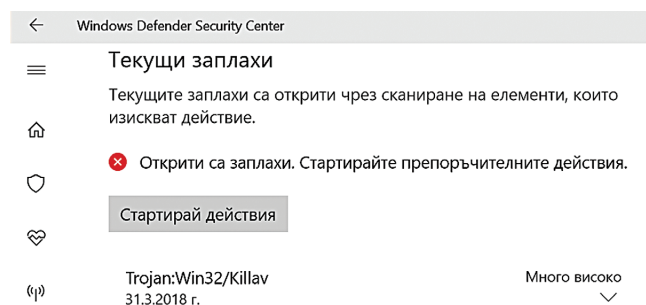 Windows Defender Security Center
Текущи заплахи
Текущите заплахи са открити чрез сканиране на елементи, които
изискват действие.
Открити са заплахи. Стартирайте препоръчителните действия.
Стартирай действия
Trojan:Win32/Killav
Много високо
31.3.2018 г.